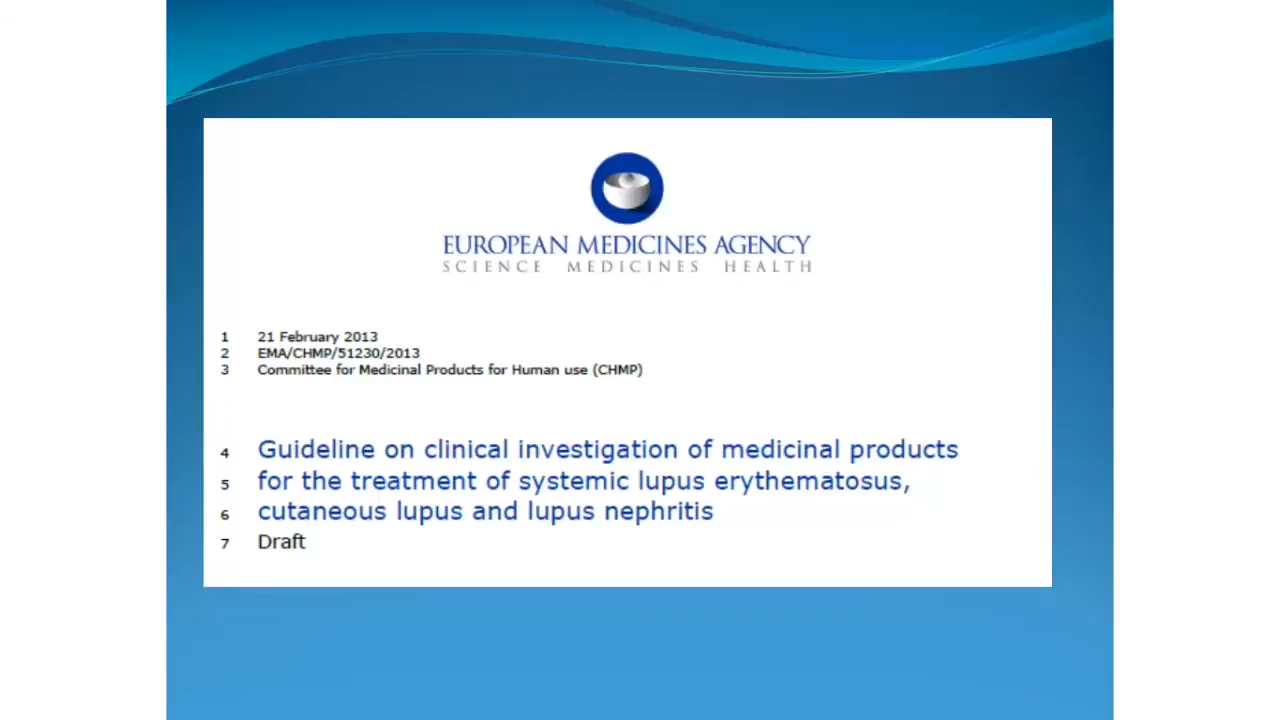 EUROPEAN MEDICINES AGENCY
SCIENCE MEDICINES HEALTH
1 21 February 2013
2 EMA/CHMP/51230/2013
3 Committee for Medicinal Products for Human use (CHMP)
4 Guideline on clinical investigation of medicinal products
5 for the treatment of systemic lupus erythematosus,
6 cutaneous lupus and lupus nephritis
7 Draft